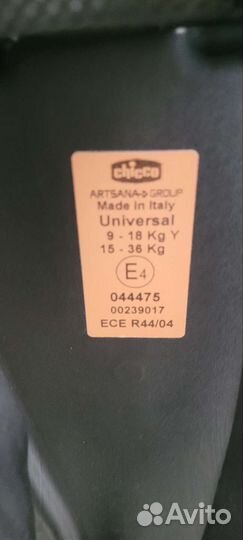 chicco
ARTSANA GROUP
Made in Italy
Universal
9 - 18 Kg Y
15 - 36 Kg
E4
044475
00239017
ECE R44/04
Avito